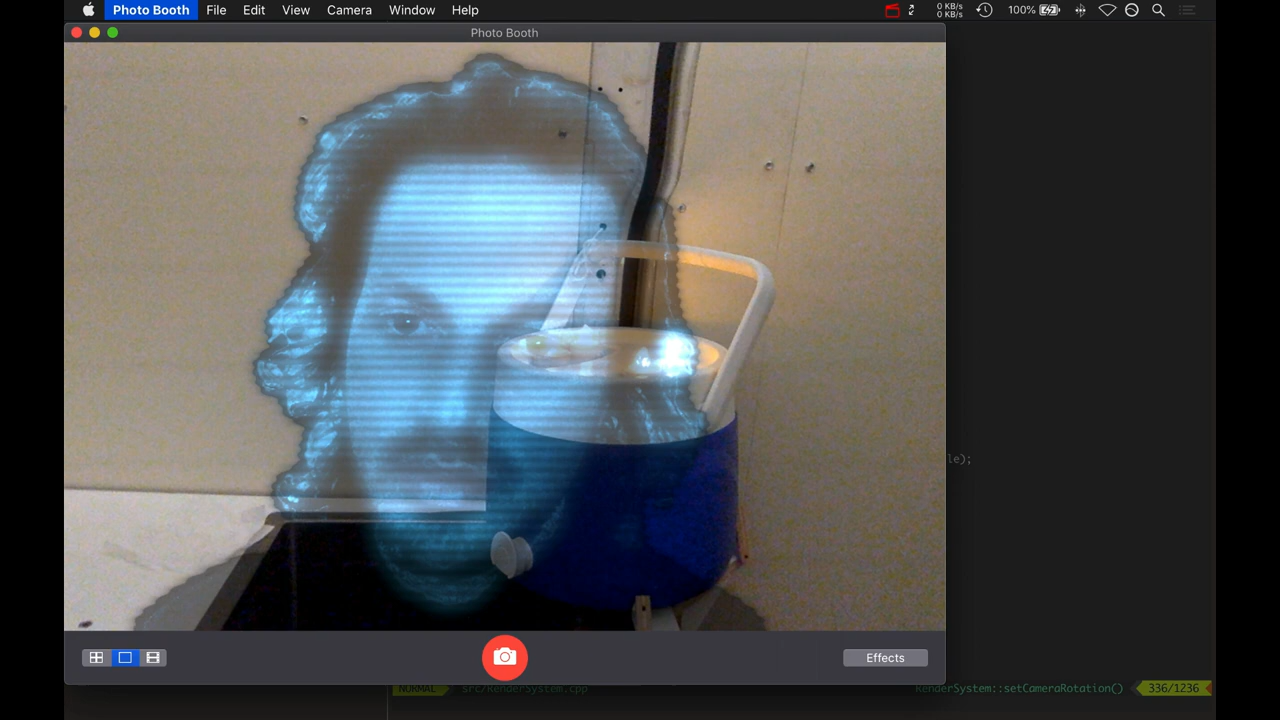 Photo Booth File Edit View Camera Window Help 0 KB/s 100%
0 KB/s
Photo Booth
le);
Effects
NORMAL src/RenderSystem.cpp RenderSystem::setCameraRotation() 336/1236